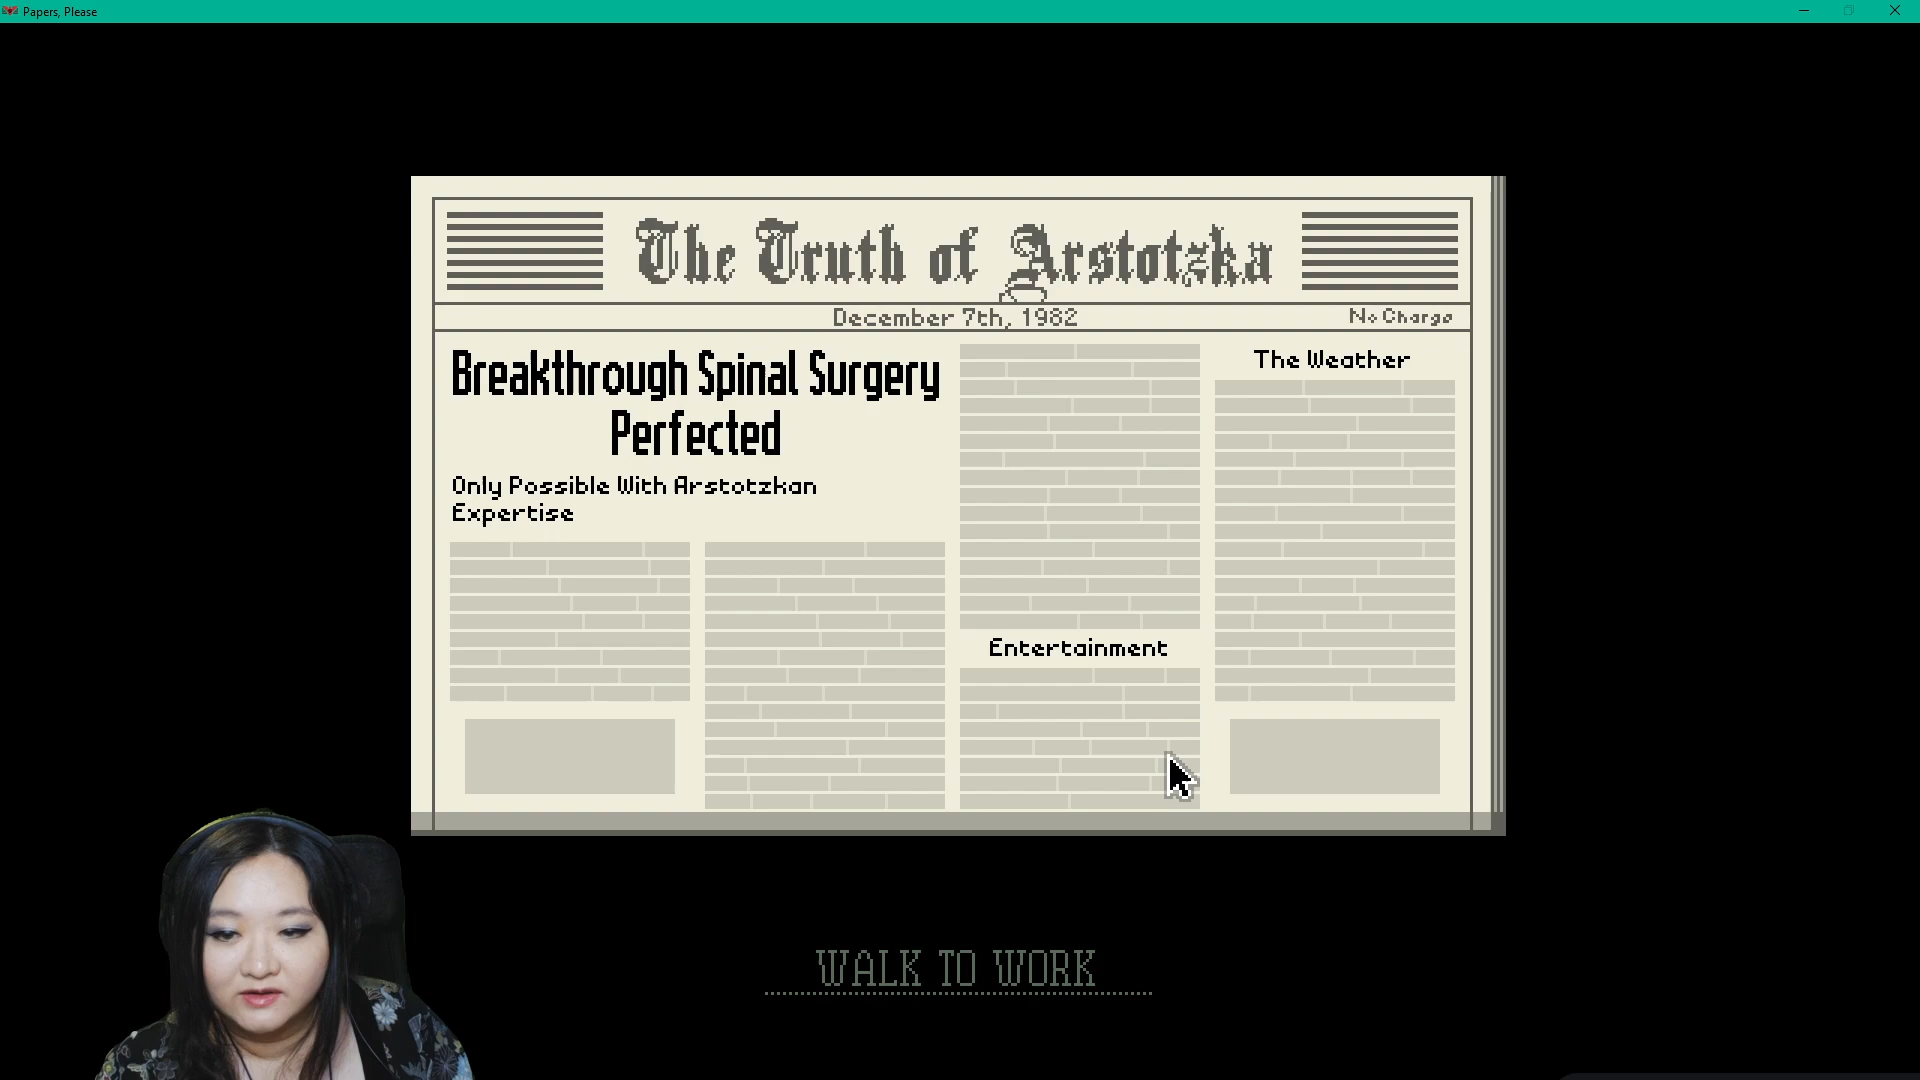 Papers, Please
The Truth of Arstotzka
December 7th, 1982
No Charge
Breakthrough Spinal Surgery
Perfected
Only Possible With Arstotzkan
Expertise
Entertainment
The Weather
WALK TO WORK